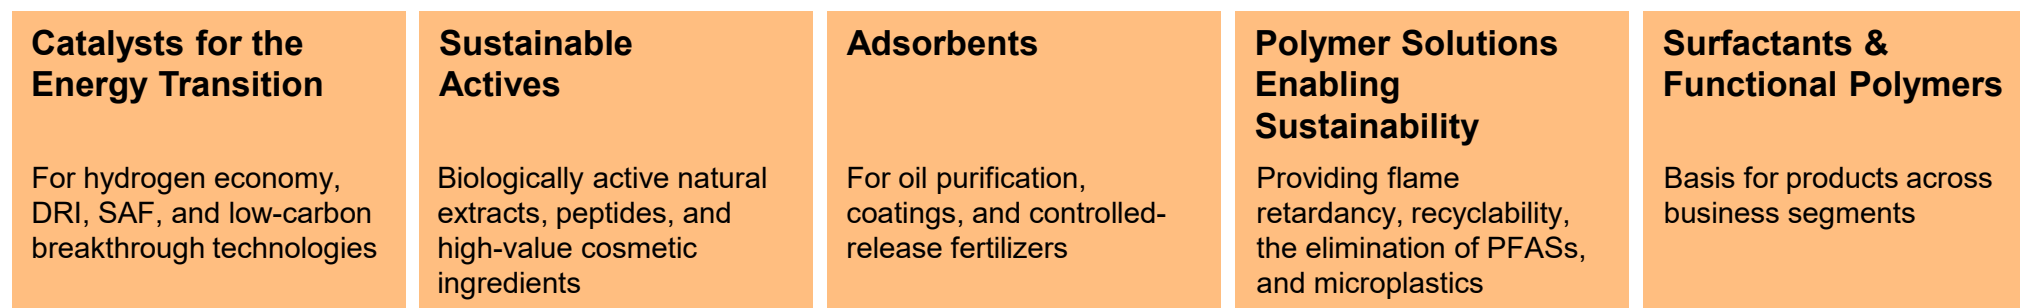 Catalysts for the
Energy Transition
For hydrogen economy,
DRI, SAF, and low-carbon
breakthrough technologies
Sustainable
Actives
Biologically active natural
extracts, peptides, and
high-value cosmetic
ingredients
Adsorbents
For oil purification,
coatings, and controlled-
release fertilizers
Polymer Solutions
Enabling
Sustainability
Providing flame
retardancy, recyclability,
the elimination of PFASs,
and microplastics
Surfactants &
Functional Polymers
Basis for products across
business segments